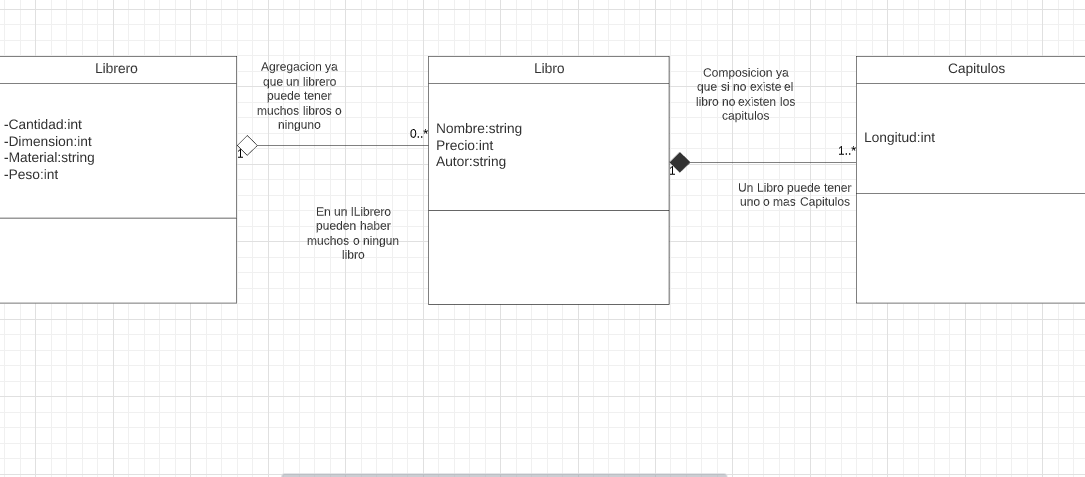 Librero
-Cantidad:int
-Dimension:int
-Material:string
-Peso:int
Agregacion ya
que un librero
puede tener
muchos libros o
ninguno
1
0..*
En un lLibrero
pueden haber
muchos o ningun
libro
Libro
Nombre:string
Precio:int
Autor:string
Composicion ya
que si no existe el
libro no existen los
capitulos
1
1..*
Un Libro puede tener
uno o mas Capitulos
Capitulos
Longitud:int